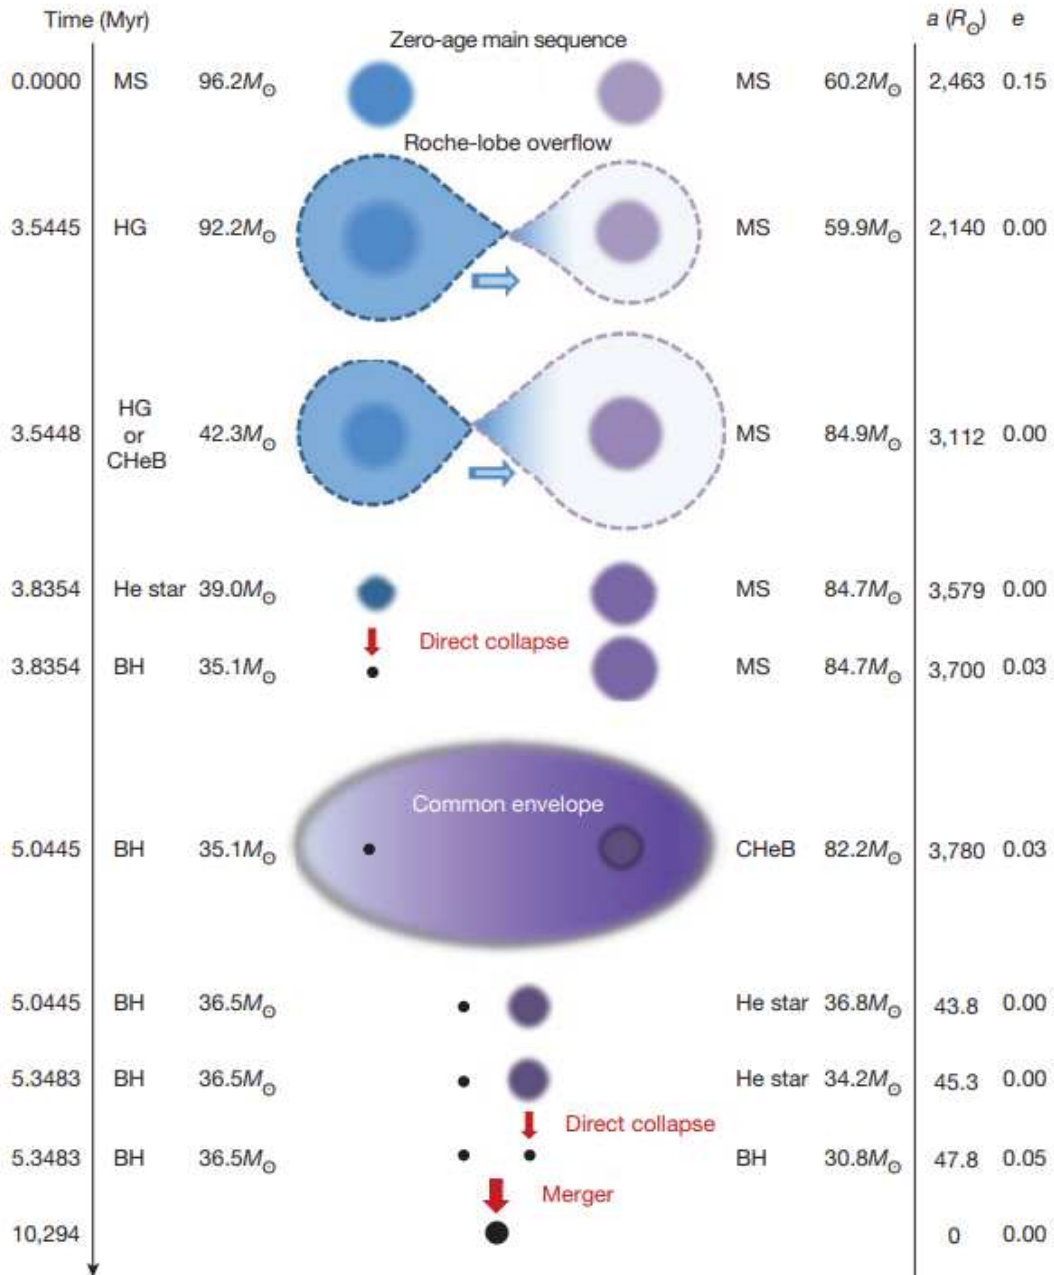 Time (Myr) a (R☉) e
Zero-age main sequence
0.0000 MS 96.2M☉ MS 60.2M☉ 2,463 0.15
Roche-lobe overflow
3.5445 HG 92.2M☉ MS 59.9M☉ 2,140 0.00
HG
or
CHeB
3.5448 42.3M☉ MS 84.9M☉ 3,112 0.00
3.8354 He star 39.0M☉ MS 84.7M☉ 3,579 0.00
Direct collapse
3.8354 BH 35.1M☉ MS 84.7M☉ 3,700 0.03
Common envelope
5.0445 BH 35.1M☉ CHeB 82.2M☉ 3,780 0.03
5.0445 BH 36.5M☉ He star 36.8M☉ 43.8 0.00
5.3483 BH 36.5M☉ He star 34.2M☉ 45.3 0.00
Direct collapse
5.3483 BH 36.5M☉ BH 30.8M☉ 47.8 0.05
Merger
10,294 0 0.00